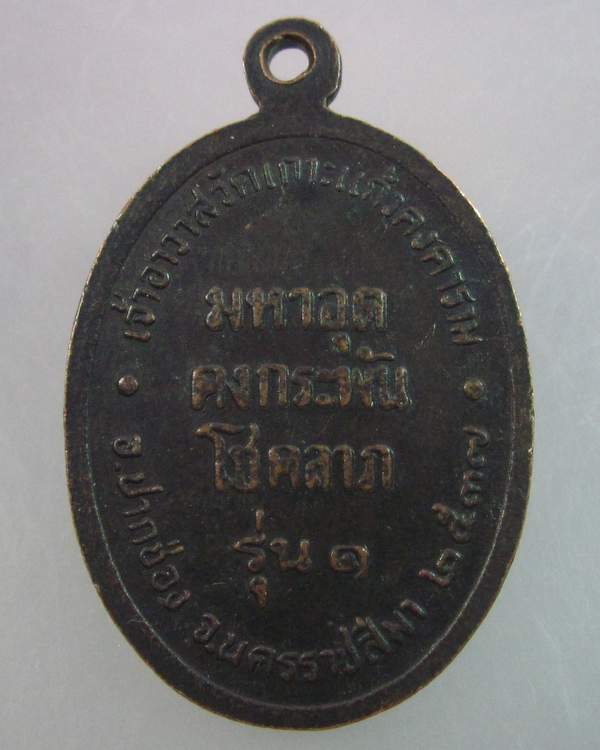 เจ้าอาวาสวัดเกาะแก้วคงคาราม
มหาอุด
คงกระพัน
โชคลาภ
รุ่น ๑
อ.ปากช่อง จ.นครราชสีมา ๒๕๓๗